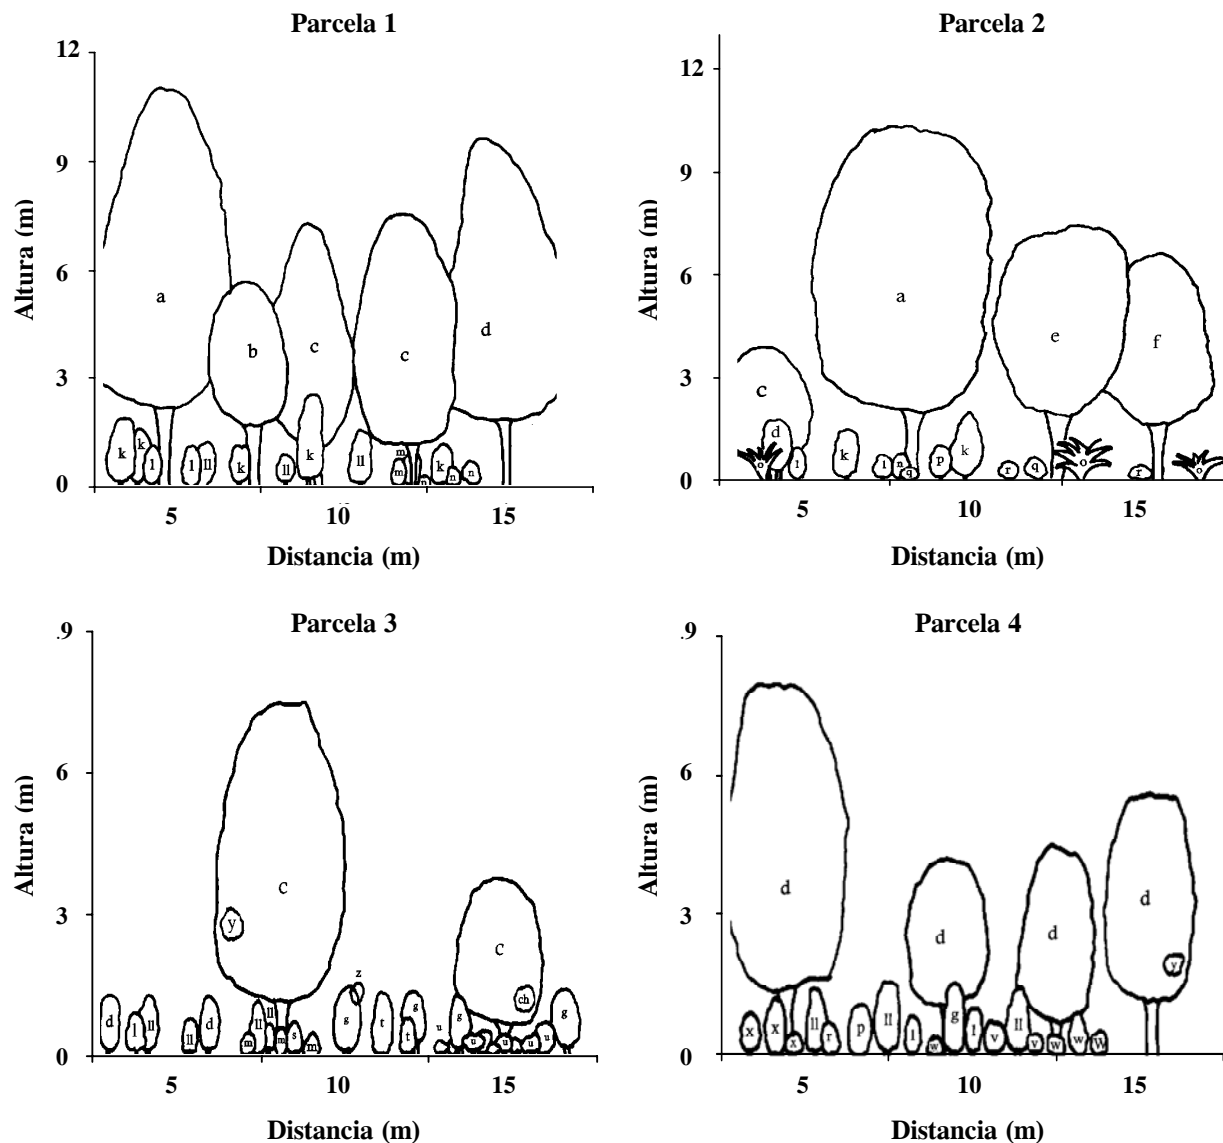 Parcela 1
12
9
6
3
0
Altura (m)
a
b
c
c
d
k
k
l
l
ll
k
ll
k
ll
m
m
n
k
n
n
5
10
15
Distancia (m)
Parcela 2
12
9
6
3
0
Altura (m)
a
c
d
e
f
o
l
k
l
n
q
p
k
r
q
o
r
o
5
10
15
Distancia (m)
Parcela 3
.9
6
3
0
Altura (m)
c
y
c
ch
z
d
l
ll
ll
d
ll
ll
m
m
s
m
g
t
g
t
u
g
u
u
u
u
g
5
10
15
Distancia (m)
Parcela 4
.9
6
3
0
Altura (m)
d
d
d
d
y
x
x
x
ll
r
p
ll
l
w
g
v
ll
v
w
w
W
5
10
15
Distancia (m)